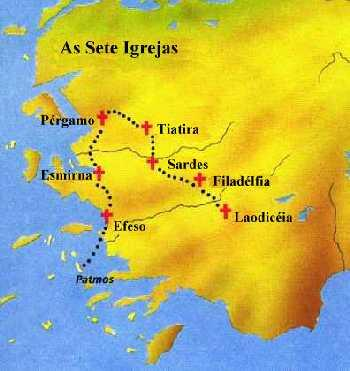 As Sete Igrejas
Pérgamo
Tiatira
Sardes
Esmirna
Filadélfia
Laodicéia
Efeso
Patmos